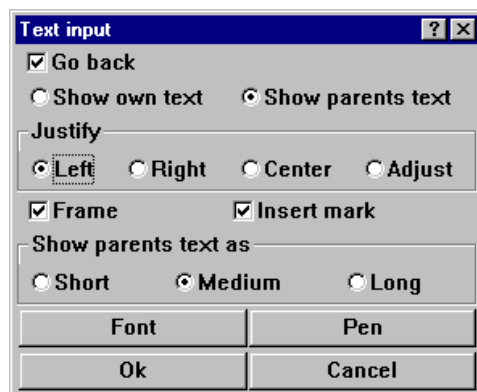 Text input
Go back
Show own text Show parents text
Justify
Left Right Center Adjust
Frame Insert mark
Show parents text as
Short Medium Long
Font Pen
Ok Cancel